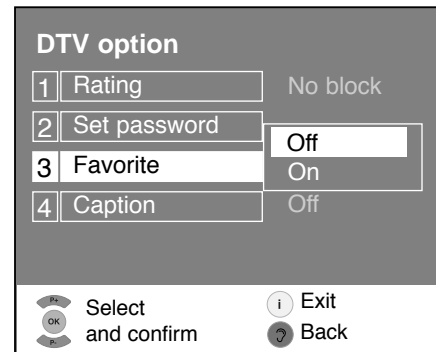 DTV option
1 Rating No block
2 Set password
Off
3 Favorite
On
4 Caption Off
P+
OK
P-
Select
and confirm
i Exit
Back